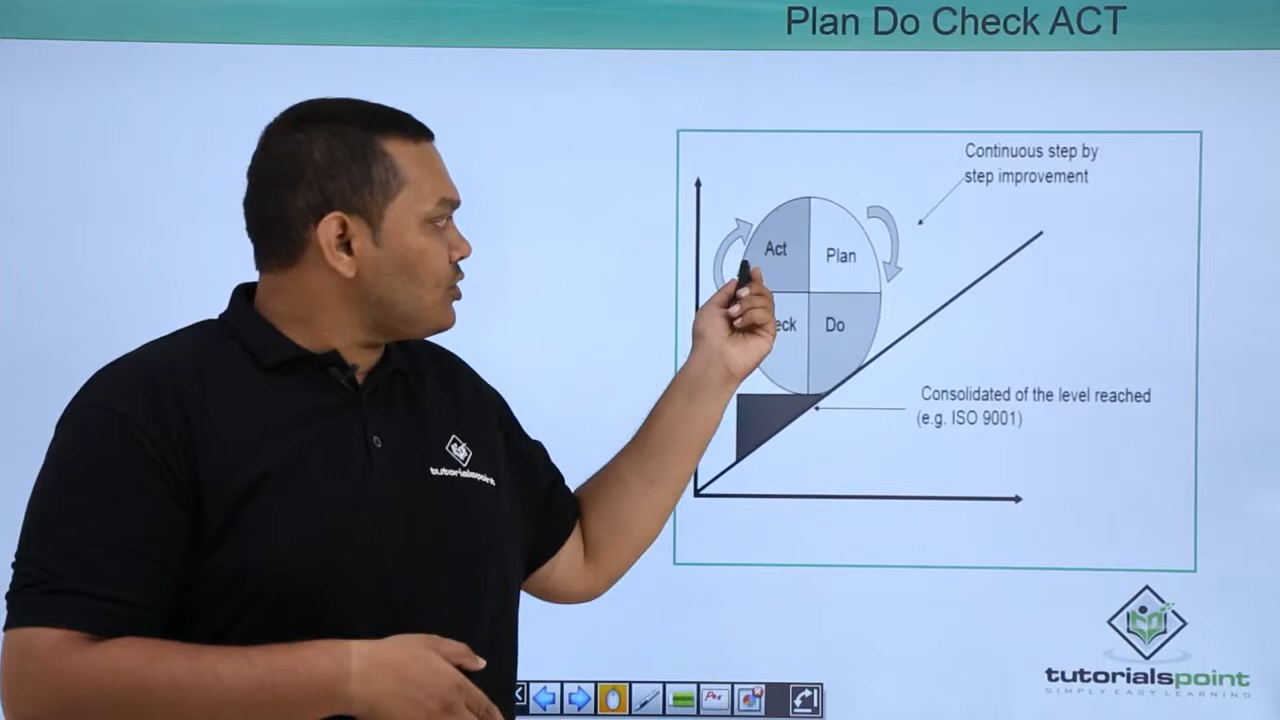 Plan Do Check ACT
Continuous step by
step improvement
Act
Plan
Do
Consolidated of the level reached
(e.g. ISO 9001)
tutorialspoint
tutorialspoint
SIMPLY EASY LEARNING